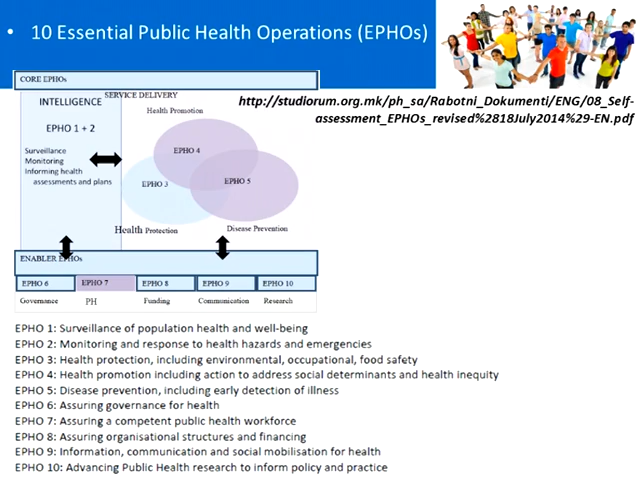 • 10 Essential Public Health Operations (EPHOs)
http://studiorum.org.mk/ph_sa/Rabotni_Dokumenti/ENG/08_Self-
assessment_EPHOs_revised%2818July2014%29-EN.pdf
CORE EPHOs
INTELLIGENCE
EPHO 1 + 2
Surveillance
Monitoring
Informing health
assessments and plans
SERVICE DELIVERY
Health Promotion
EPHO 4
EPHO 3
EPHO 5
Health Protection
Disease Prevention
ENABLER EPHOs
EPHO 6 EPHO 7 EPHO 8 EPHO 9 EPHO 10
Governance PH Funding Communication Research
EPHO 1: Surveillance of population health and well-being
EPHO 2: Monitoring and response to health hazards and emergencies
EPHO 3: Health protection, including environmental, occupational, food safety
EPHO 4: Health promotion including action to address social determinants and health inequity
EPHO 5: Disease prevention, including early detection of illness
EPHO 6: Assuring governance for health
EPHO 7: Assuring a competent public health workforce
EPHO 8: Assuring organisational structures and financing
EPHO 9: Information, communication and social mobilisation for health
EPHO 10: Advancing Public Health research to inform policy and practice